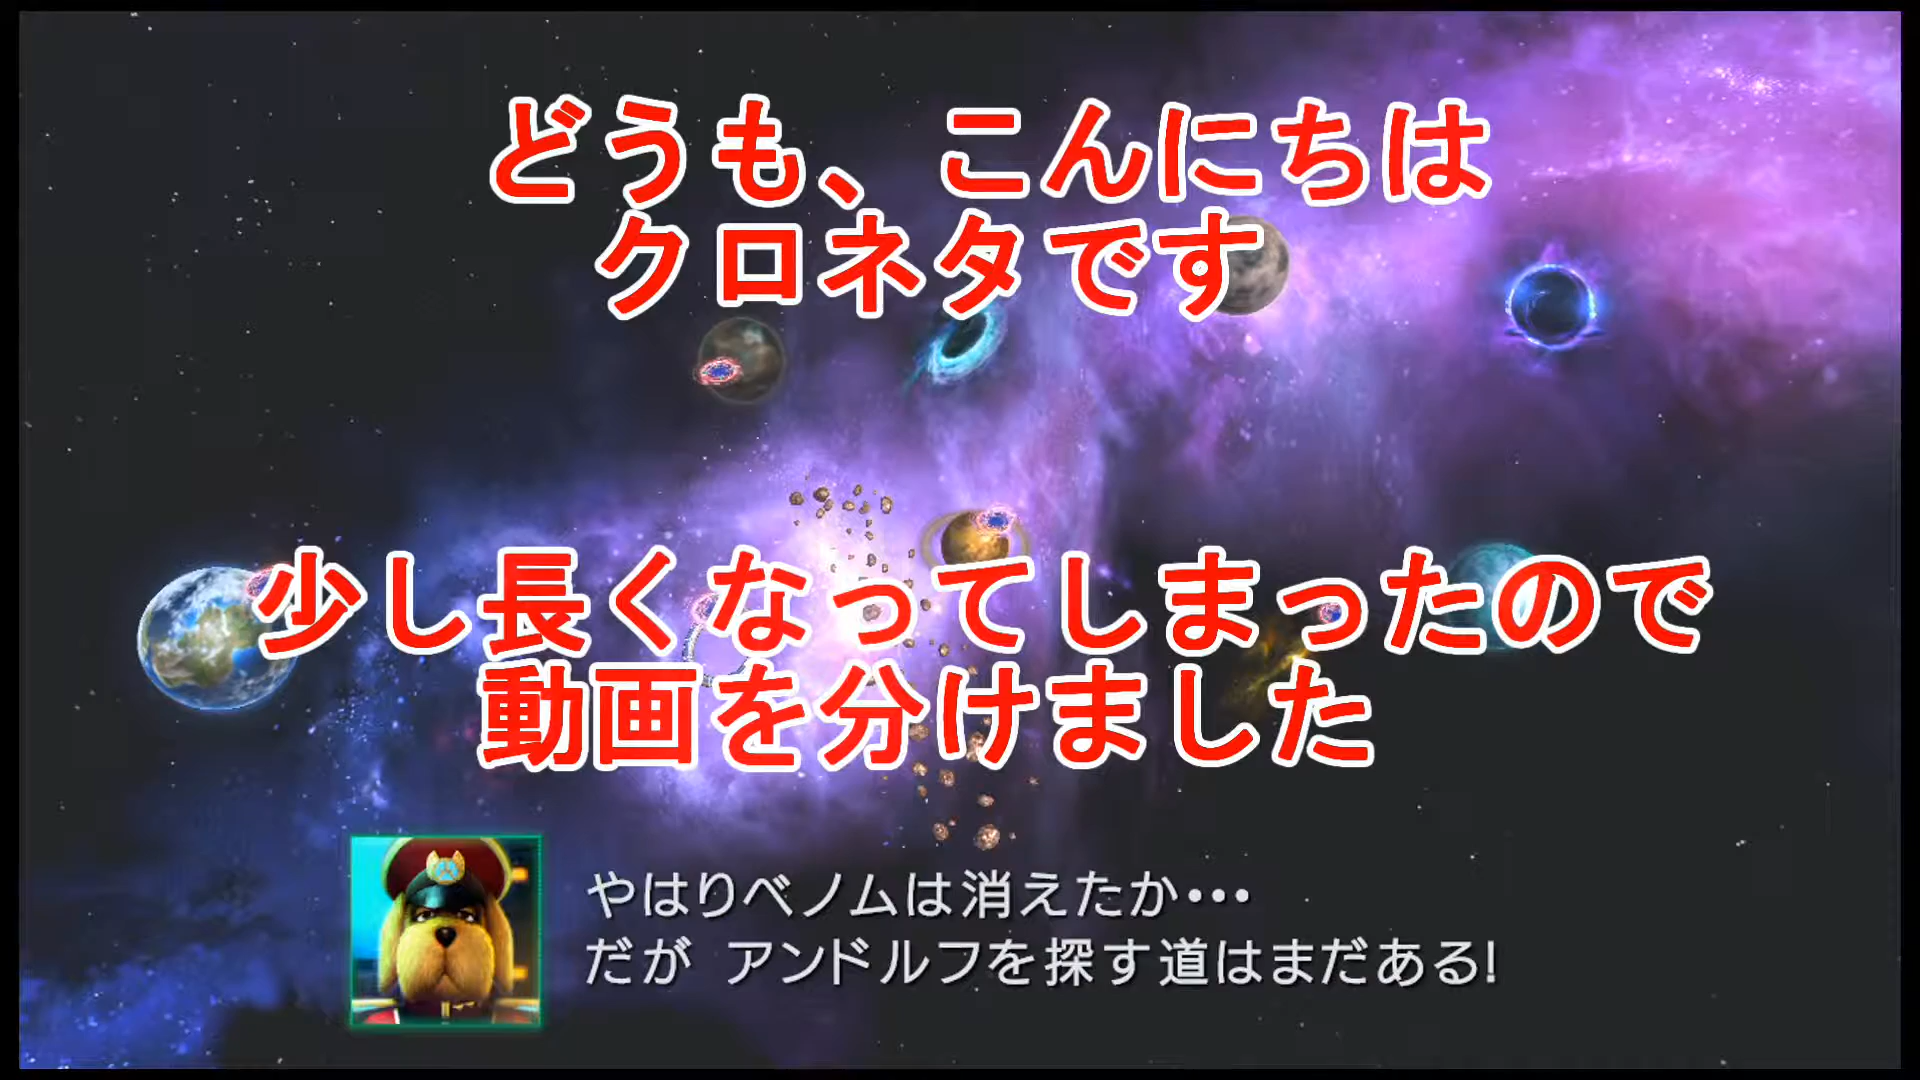 どうも、こんにちは
クロネタです
少し長くなってしまったので
動画を分けました
やはりベノムは消えたか・・・
だが アンドルフを探す道はまだある!